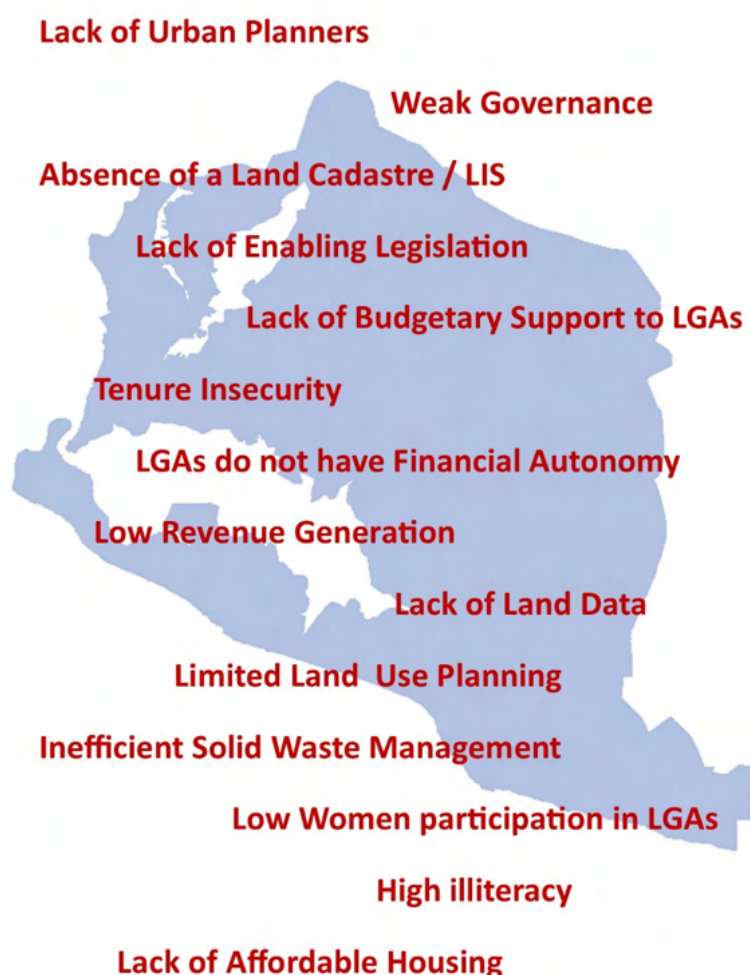 Lack of Urban Planners
Weak Governance
Absence of a Land Cadastre / LIS
Lack of Enabling Legislation
Lack of Budgetary Support to LGAs
Tenure Insecurity
LGAs do not have Financial Autonomy
Low Revenue Generation
Lack of Land Data
Limited Land  Use Planning
Inefficient Solid Waste Management
Low Women participation in LGAs
High illiteracy
Lack of Affordable Housing